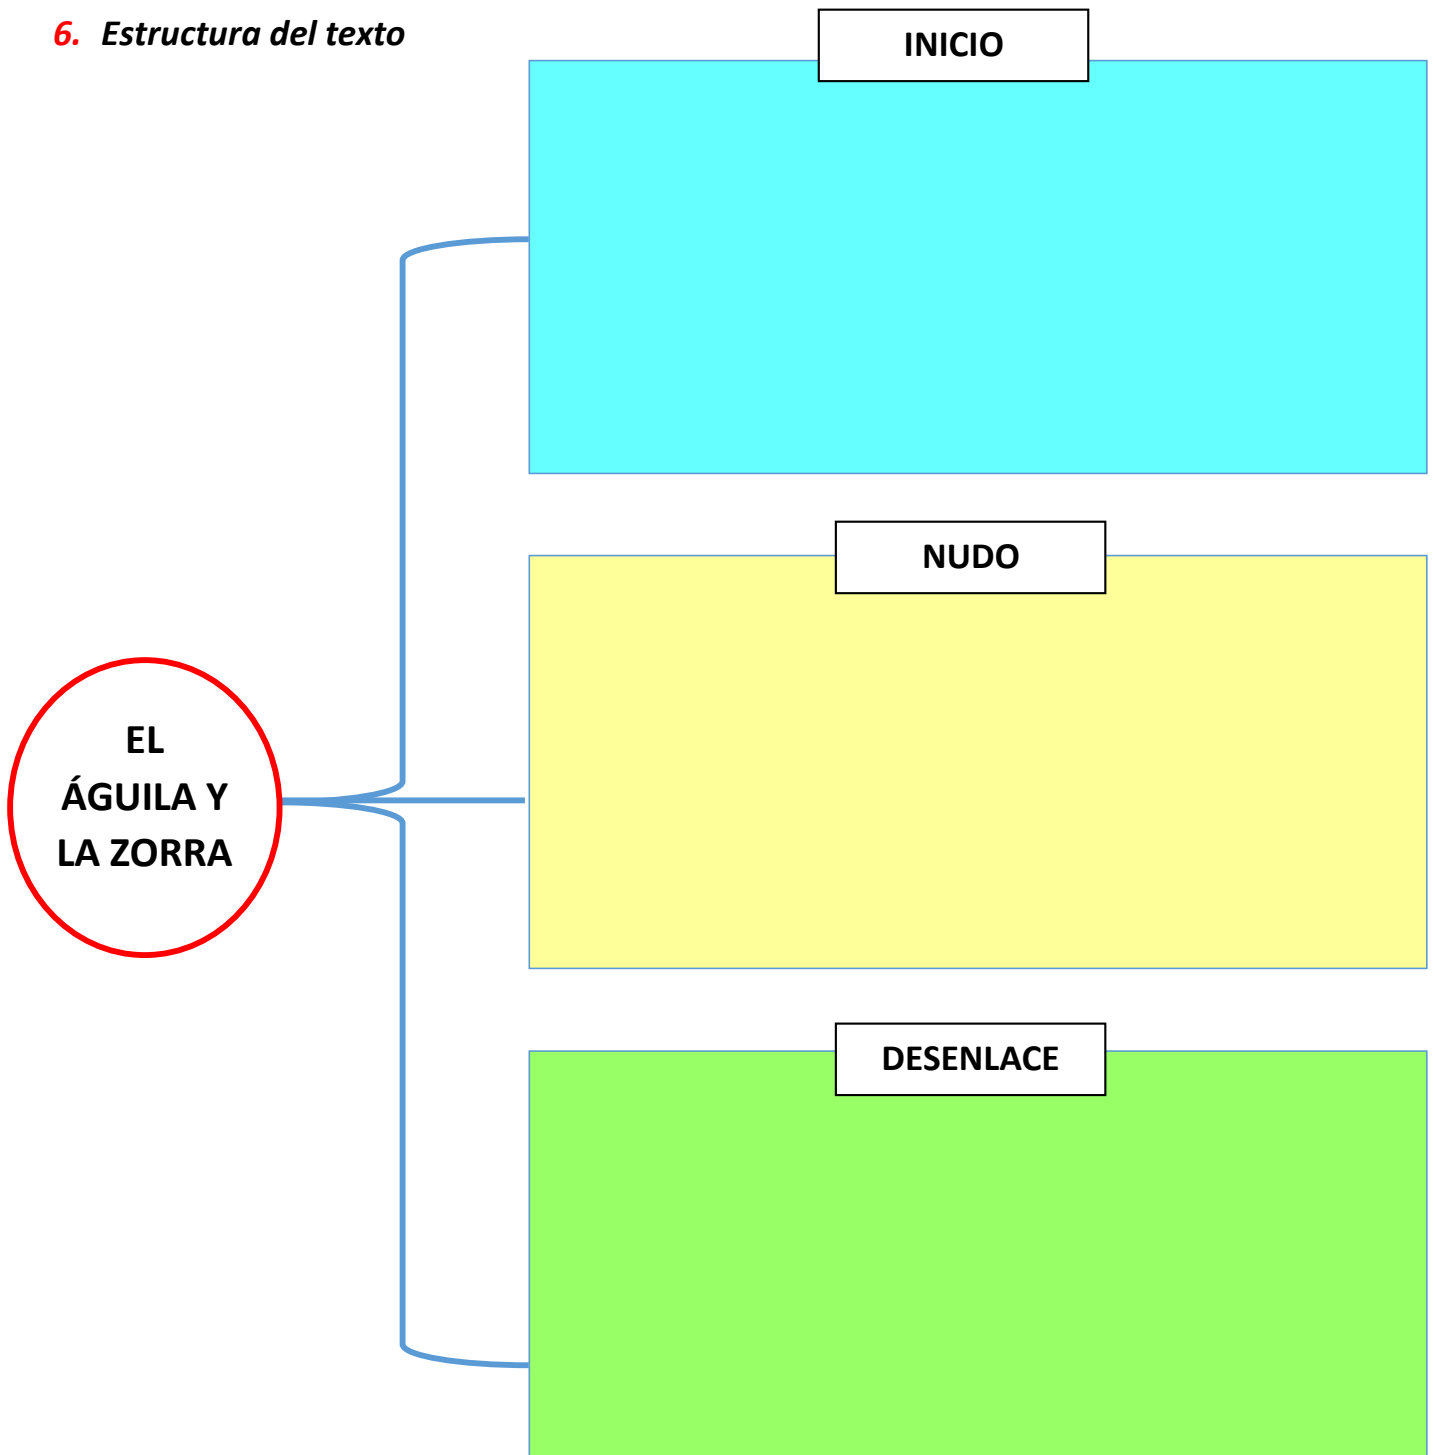 6. Estructura del texto
INICIO
NUDO
EL
ÁGUILA Y
LA ZORRA
DESENLACE